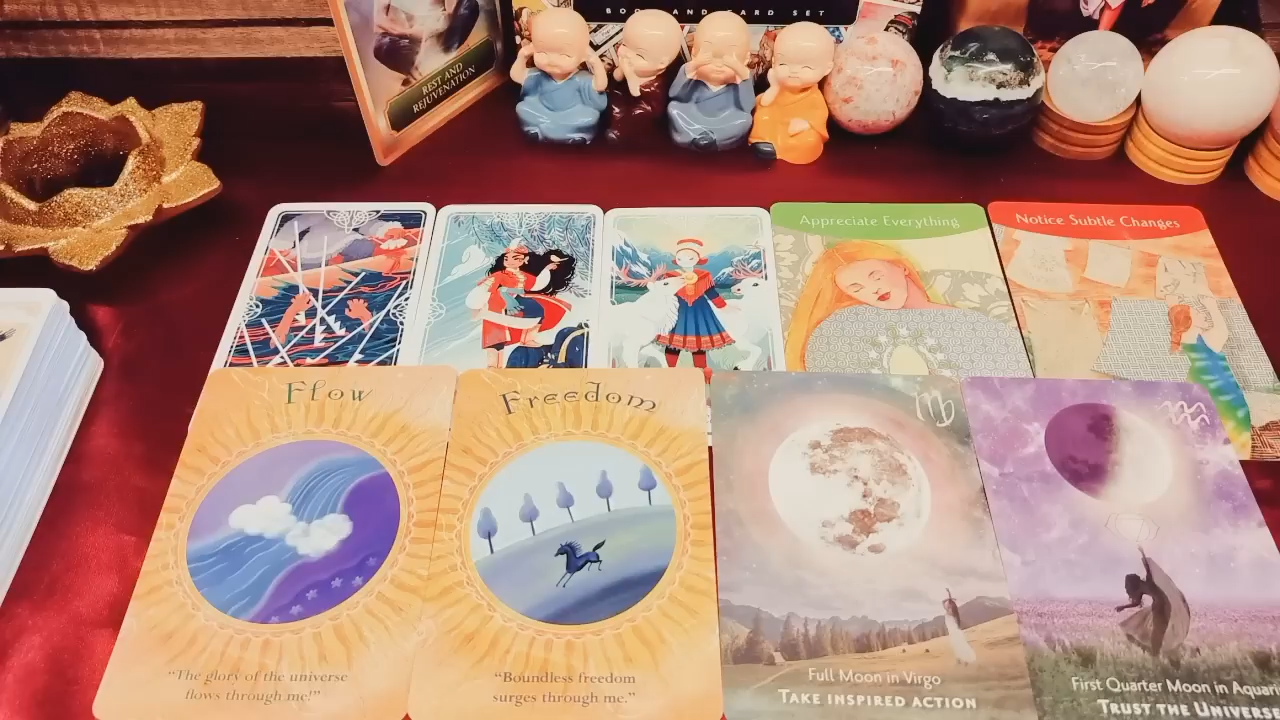 BOOK AND CARD SET
REST AND
REJUVENATION
Appreciate Everything
Notice Subtle Changes
Flow
Freedom
"The glory of the universe
flows through me!"
"Boundless freedom
surges through me."
Full Moon in Virgo
TAKE INSPIRED ACTION
First Quarter Moon in
TRUST THE UNIVERSE